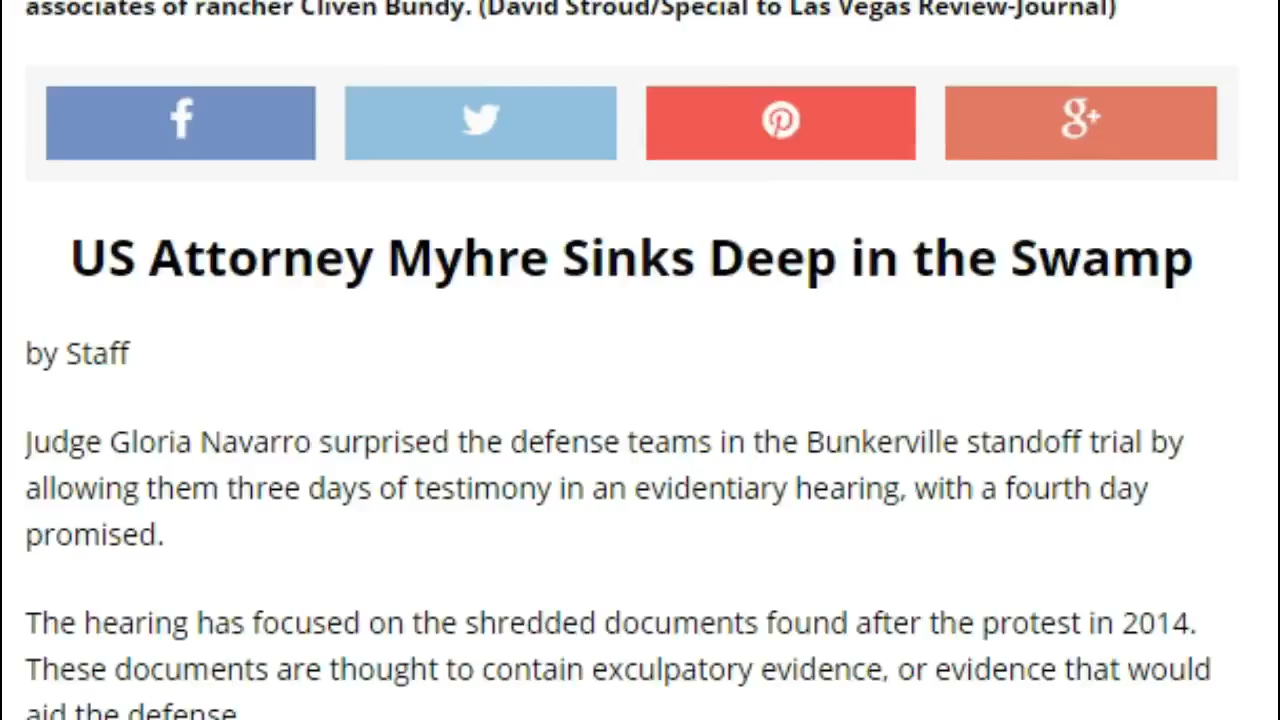 associates of rancher Cliven Bundy. (David Stroud/Special to Las Vegas Review-Journal)
US Attorney Myhre Sinks Deep in the Swamp
by Staff
Judge Gloria Navarro surprised the defense teams in the Bunkerville standoff trial by
allowing them three days of testimony in an evidentiary hearing, with a fourth day
promised.
The hearing has focused on the shredded documents found after the protest in 2014.
These documents are thought to contain exculpatory evidence, or evidence that would
aid the defense.